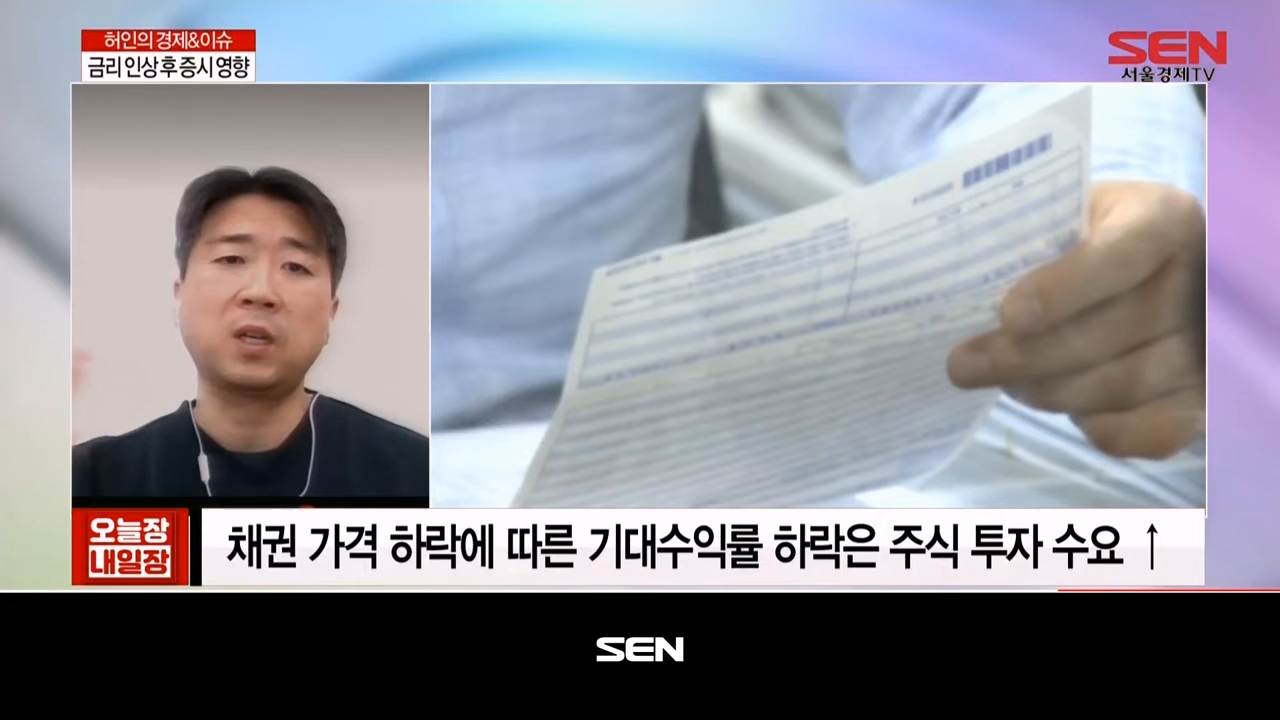 허인의 경제&이슈
금리 인상 후 증시 영향
SEN
서울경제TV
오늘장
내일장
채권 가격 하락에 따른 기대수익률 하락은 주식 투자 수요 ↑
SEN